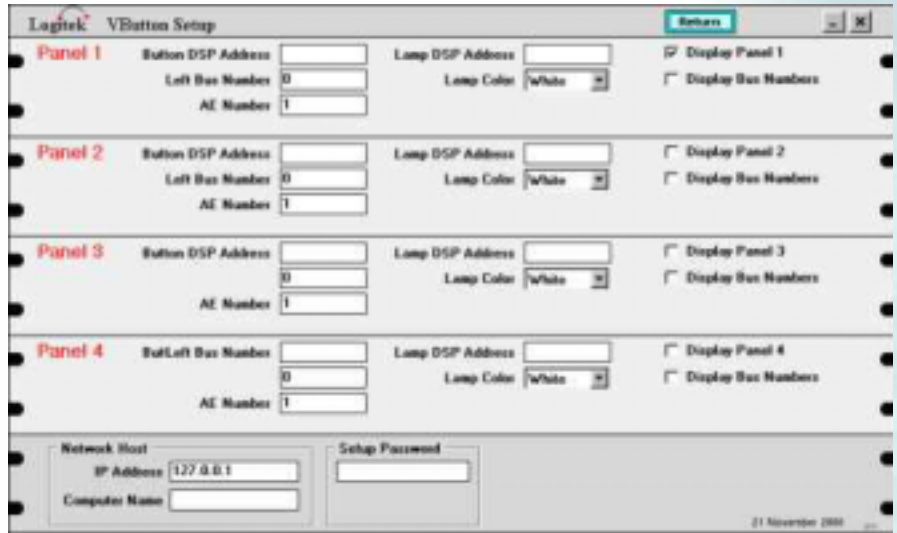 Logitek VButton Setup Return
Panel 1 Button DSP Address Lamp DSP Address Display Panel 1
Left Bus Number 0 Lamp Color White Display Bus Numbers
AE Number 1
Panel 2 Button DSP Address Lamp DSP Address Display Panel 2
Left Bus Number 0 Lamp Color White Display Bus Numbers
AE Number 1
Panel 3 Button DSP Address Lamp DSP Address Display Panel 3
0 Lamp Color White Display Bus Numbers
AE Number 1
Panel 4 ButLeft Bus Number Lamp DSP Address Display Panel 4
0 Lamp Color White Display Bus Numbers
AE Number 1
Network Host Setup Password
IP Address 127.0.0.1
Computer Name
21 November 2000